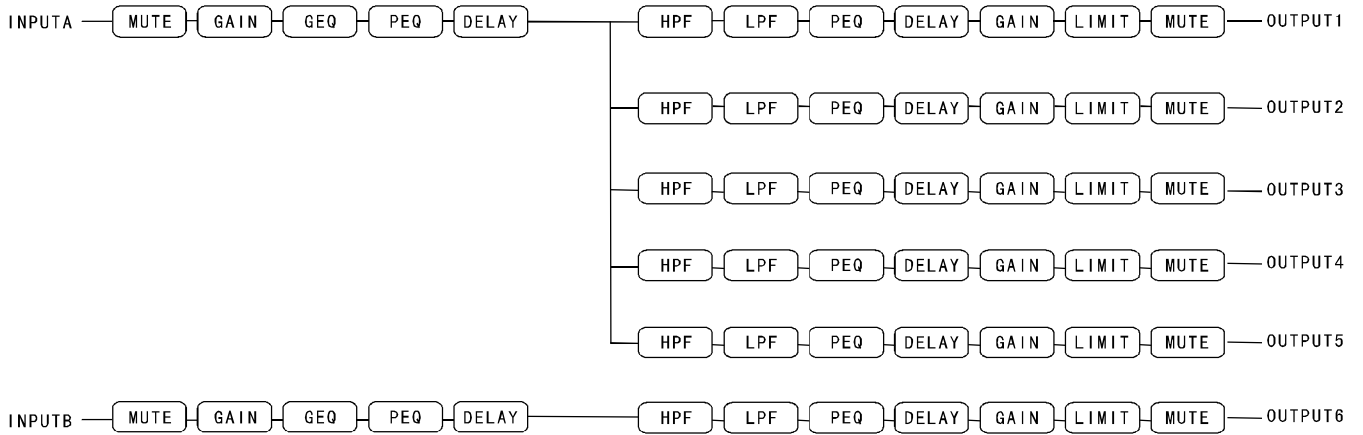 INPUTA MUTE GAIN GEQ PEQ DELAY HPF LPF PEQ DELAY GAIN LIMIT MUTE OUTPUT1
HPF LPF PEQ DELAY GAIN LIMIT MUTE OUTPUT2
HPF LPF PEQ DELAY GAIN LIMIT MUTE OUTPUT3
HPF LPF PEQ DELAY GAIN LIMIT MUTE OUTPUT4
HPF LPF PEQ DELAY GAIN LIMIT MUTE OUTPUT5
INPUTB MUTE GAIN GEQ PEQ DELAY HPF LPF PEQ DELAY GAIN LIMIT MUTE OUTPUT6